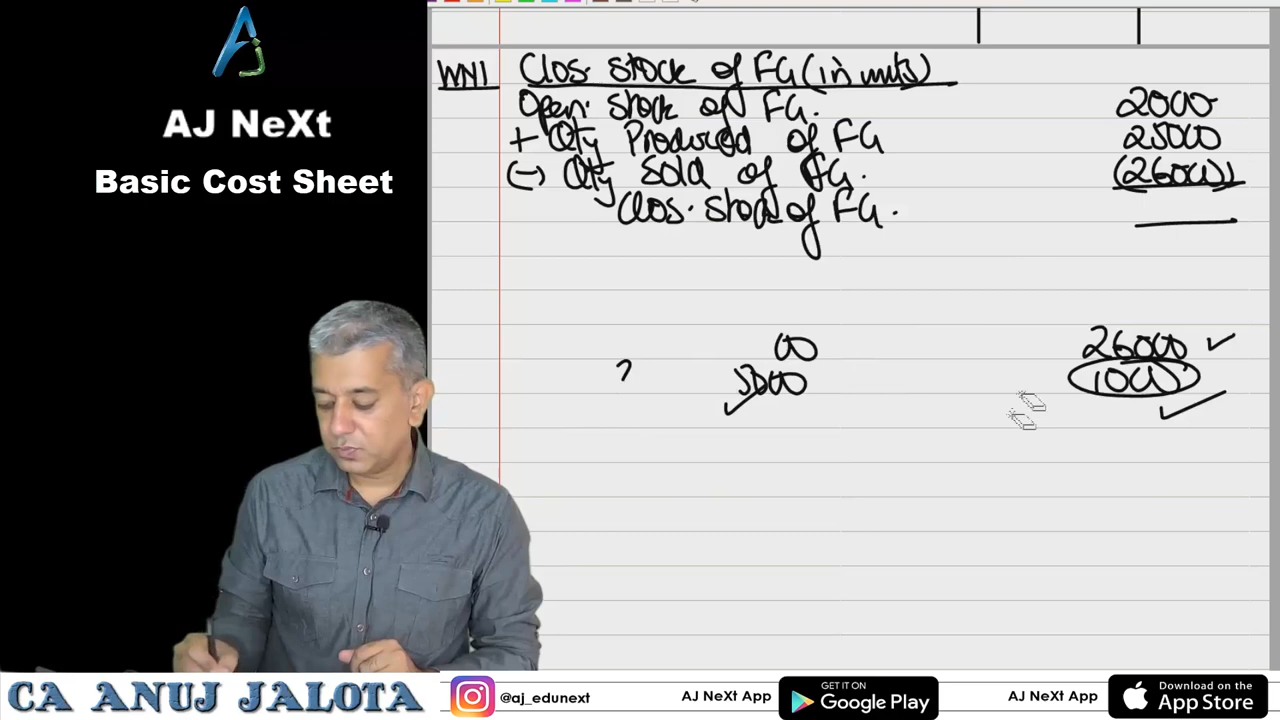 AJ NeXt
Basic Cost Sheet
WN1 Clos. Stock of FG (in units)
Open. Stock of FG. 2000
+ Qty Produced of FG 25000
(-) Qty Sold of FG. (26000)
Clos. Stock of FG.
00 26000
000 1000
CA ANUJ JALOTA
@aj_edunext
AJ NeXt App
GET IT ON
Google Play
AJ NeXt App
Download on the
App Store